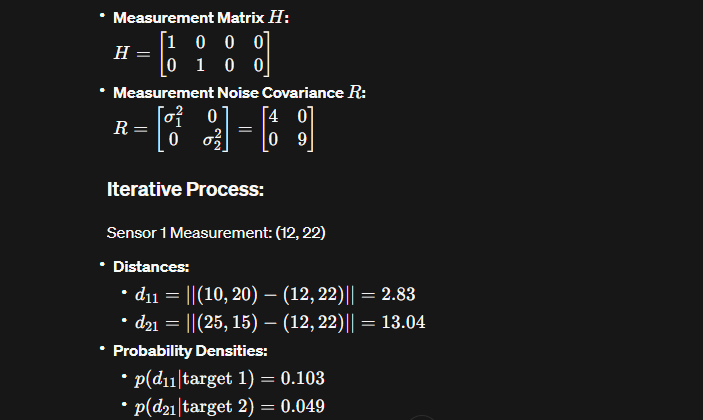 • Measurement Matrix H:
H = [1 0 0 0
0 1 0 0]
• Measurement Noise Covariance R:
R = [σ₁² 0
0 σ₂²] = [4 0
0 9]
Iterative Process:
Sensor 1 Measurement: (12, 22)
• Distances:
• d₁₁ = ||(10, 20) − (12, 22)|| = 2.83
• d₂₁ = ||(25, 15) − (12, 22)|| = 13.04
• Probability Densities:
• p(d₁₁|target 1) = 0.103
• p(d₂₁|target 2) = 0.049